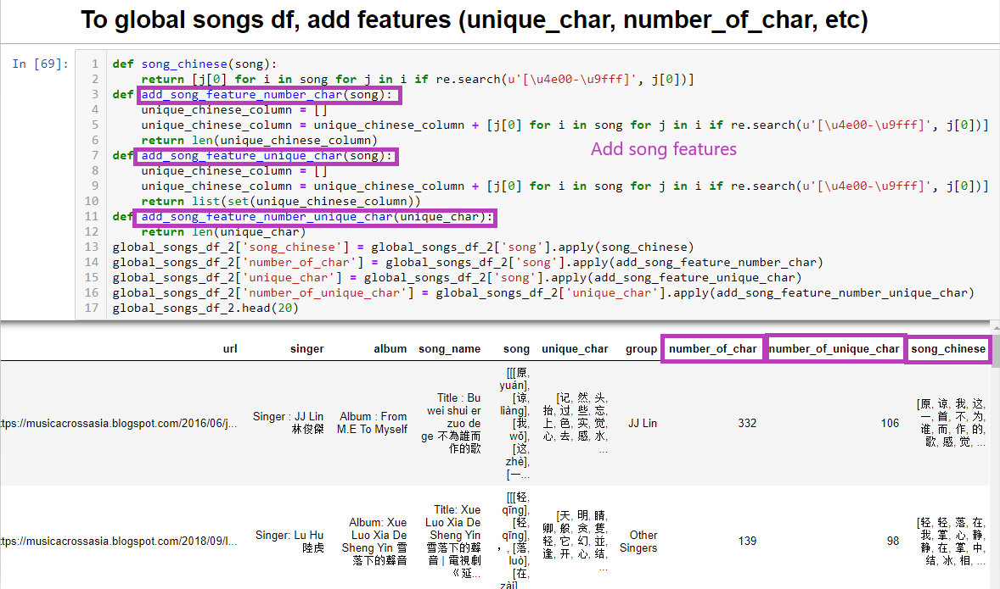 To global songs df, add features (unique_char, number_of_char, etc)
In [69]:
1 def song_chinese(song):
2 return [j[0] for i in song for j in i if re.search(u'[\u4e00-\u9fff]', j[0])]
3 def add_song_feature_number_char(song):
4 unique_chinese_column = []
5 unique_chinese_column = unique_chinese_column + [j[0] for i in song for j in i if re.search(u'[\u4e00-\u9fff]', j[0])]
6 return len(unique_chinese_column)
7 def add_song_feature_unique_char(song):
8 unique_chinese_column = []
9 unique_chinese_column = unique_chinese_column + [j[0] for i in song for j in i if re.search(u'[\u4e00-\u9fff]', j[0])]
10 return list(set(unique_chinese_column))
11 def add_song_feature_number_unique_char(unique_char):
12 return len(unique_char)
13 global_songs_df_2['song_chinese'] = global_songs_df_2['song'].apply(song_chinese)
14 global_songs_df_2['number_of_char'] = global_songs_df_2['song'].apply(add_song_feature_number_char)
15 global_songs_df_2['unique_char'] = global_songs_df_2['song'].apply(add_song_feature_unique_char)
16 global_songs_df_2['number_of_unique_char'] = global_songs_df_2['unique_char'].apply(add_song_feature_number_unique_char)
17 global_songs_df_2.head(20)
Add song features
url singer album song_name song unique_char group number_of_char number_of_unique_char song_chinese
ttps://musicacrossasia.blogspot.com/2016/06/j...
Singer : JJ Lin
林俊傑
Album : From
M.E To Myself
Title : Bu
wei shui er
zuo de
ge 不為誰而
作的歌
[[[原,
yuán],
[谅,
liàng],
[我,
wǒ],
[这,
zhè],
[一...
[记, 然, 头,
抬, 过, 些, 忘,
上, 色, 实, 觉,
心, 去, 感, 水,
...
JJ Lin
332
106
[原, 谅, 我, 这,
一, 首, 不, 为,
谁, 而, 作, 的,
歌, 感, 觉, ...
ttps://musicacrossasia.blogspot.com/2018/09/l...
Singer: Lu Hu
陸虎
Album: Xue
Luo Xia De
Sheng Yin 雪
落下的聲音
Title: Xue
Luo Xia De
Sheng Yin
雪落下的聲
音 | 電視劇
《延...
[[[轻,
qīng],
[轻,
qīng],
, [落,
luò],
[在,
zài]
[天, 明, 睛,
卿, 般, 贪, 隻,
轻, 它, 幻, 並,
逢, 开, 心, 结,
...
Other
Singers
139
98
[轻, 轻, 落, 在,
我, 掌, 心, 静,
静, 在, 掌, 中,
结, 冰, 相, ...